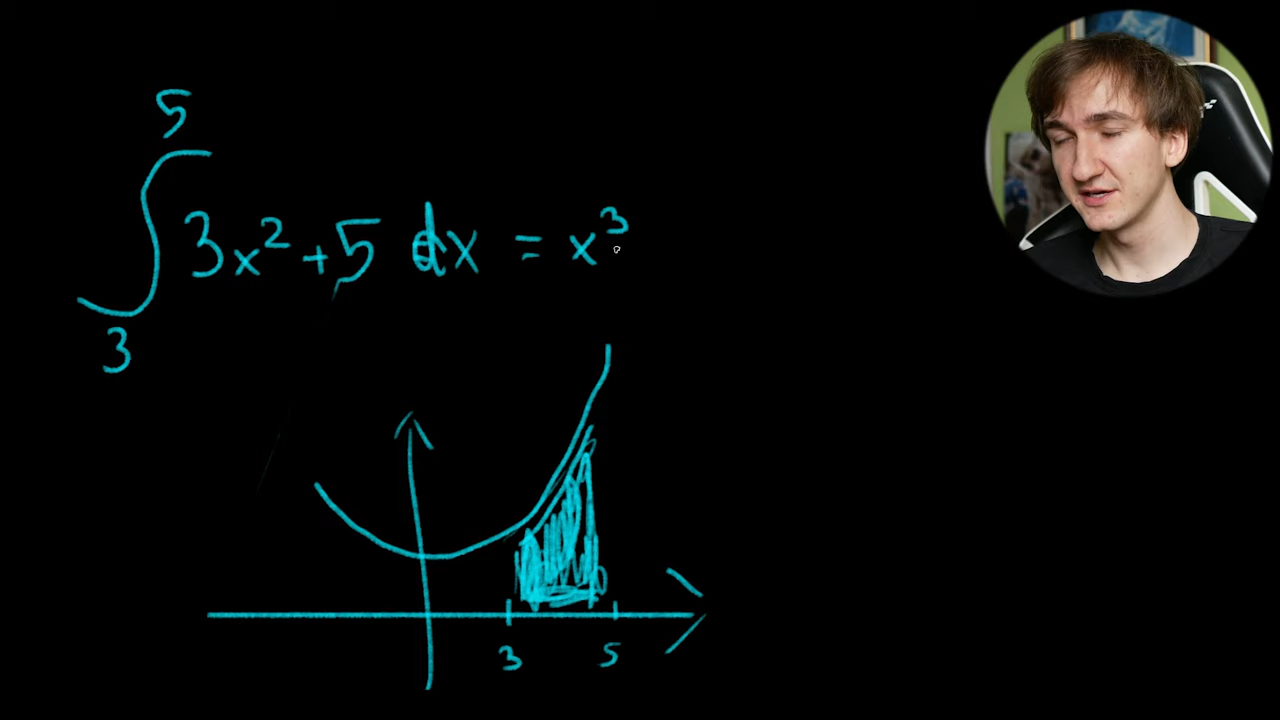 5
∫ 3x² + 5 dx = x³
3
3 5